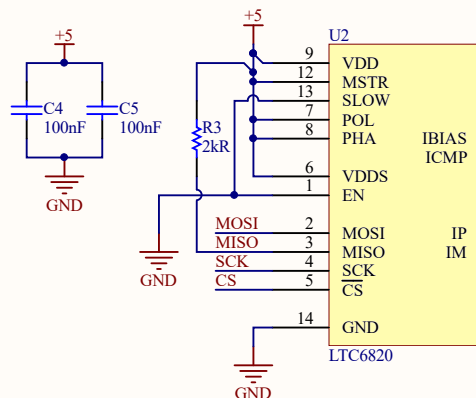 +5
C4
100nF
C5
100nF
GND
+5
R3
2kR
GND
MOSI
MISO
SCK
CS
GND
U2
9 VDD
12 MSTR
13 SLOW
7 POL
8 PHA IBIAS
ICMP
6 VDDS
1 EN
2 MOSI IP
3 MISO IM
4 SCK
5 CS
14 GND
LTC6820